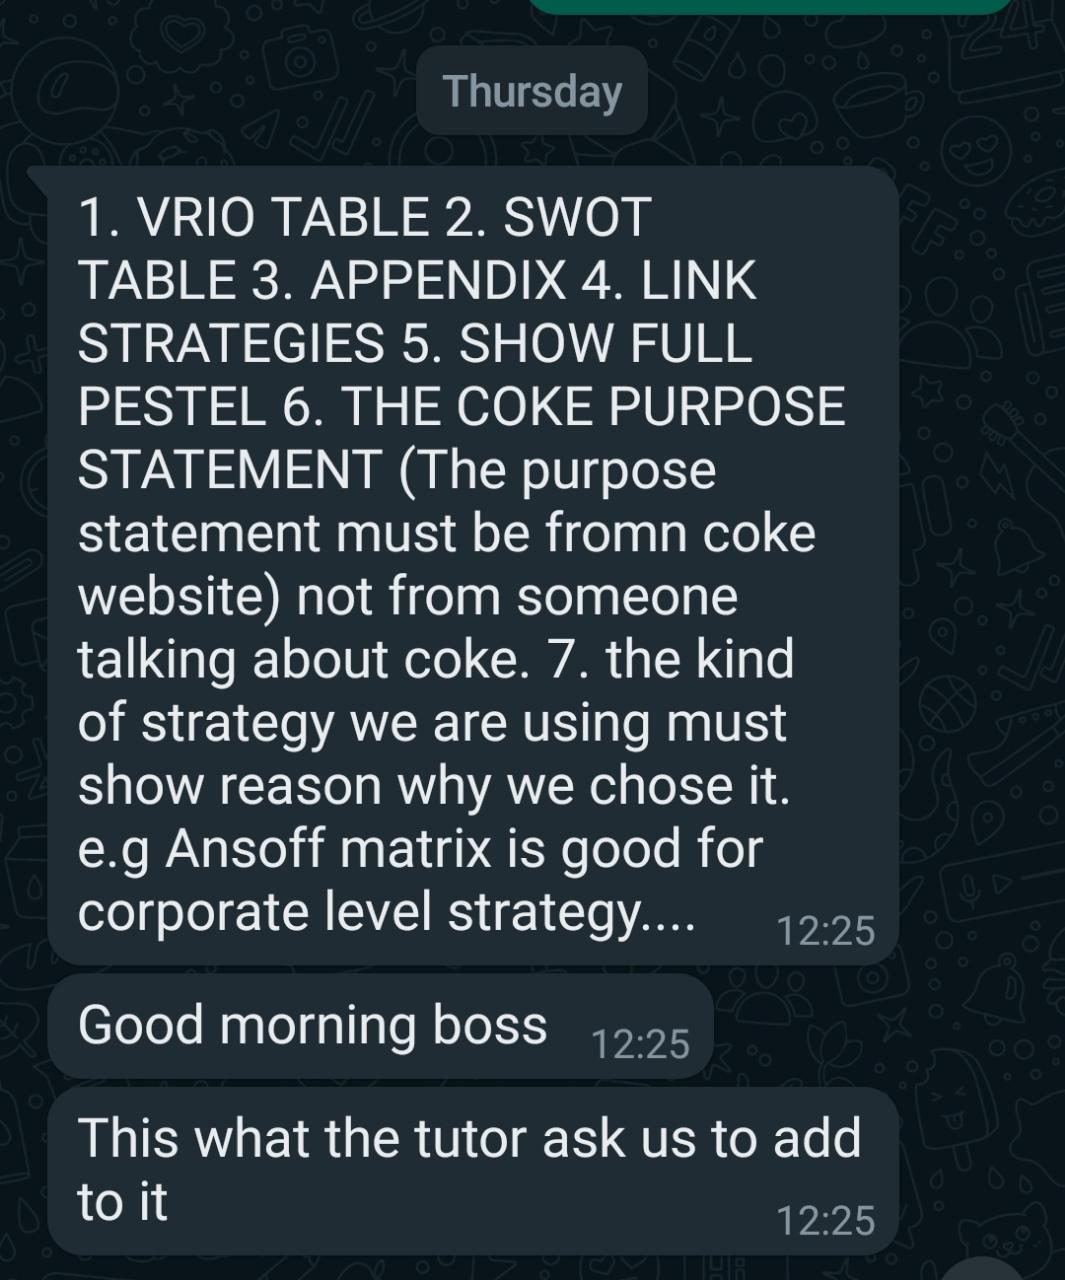 Thursday
1. VRIO TABLE 2. SWOT
TABLE 3. APPENDIX 4. LINK
STRATEGIES 5. SHOW FULL
PESTEL 6. THE COKE PURPOSE
STATEMENT (The purpose
statement must be fromn coke
website) not from someone
talking about coke. 7. the kind
of strategy we are using must
show reason why we chose it.
e.g Ansoff matrix is good for
corporate level strategy....
12:25
Good morning boss
12:25
This what the tutor ask us to add
to it
12:25